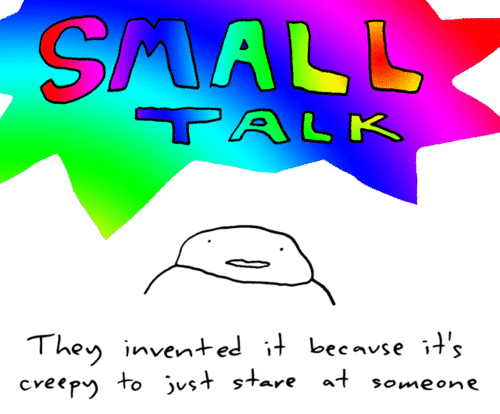 SMALL
TALK
They invented it because it's
creepy to just stare at someone